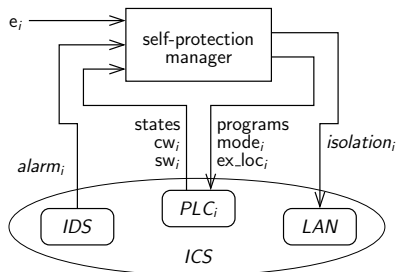 e_i
self-protection
manager
states
cw_i
sw_i
programs
mode_i
ex_loc_i
alarm_i
isolation_i
IDS
PLC_i
LAN
ICS